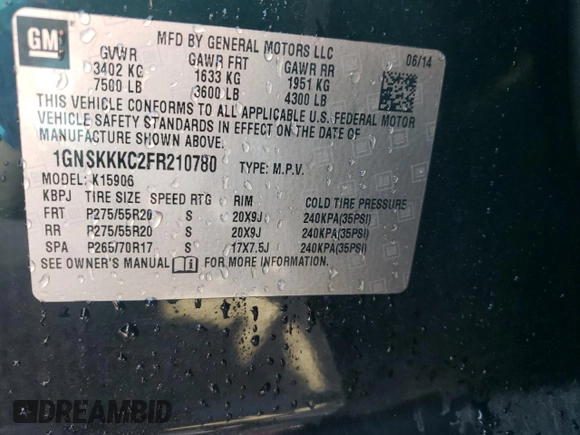 GM
MFD BY GENERAL MOTORS LLC
06/14
GVWR GAWR FRT GAWR RR
3402 KG 1633 KG 1951 KG
7500 LB 3600 LB 4300 LB
THIS VEHICLE CONFORMS TO ALL APPLICABLE U.S. FEDERAL MOTOR
VEHICLE SAFETY STANDARDS IN EFFECT ON THE DATE OF
MANUFACTURE SHOWN ABOVE.
1GNSKKKC2FR210780 TYPE: M.P.V.
MODEL: K15906
KBPJ TIRE SIZE SPEED RTG RIM COLD TIRE PRESSURE
FRT P275/55R20 S 20X9J 240KPA(35PSI)
RR P275/55R20 S 20X9J 240KPA(35PSI)
SPA P265/70R17 S 17X7.5J 240KPA(35PSI)
SEE OWNER'S MANUAL FOR MORE INFORMATION.
DREAMBID